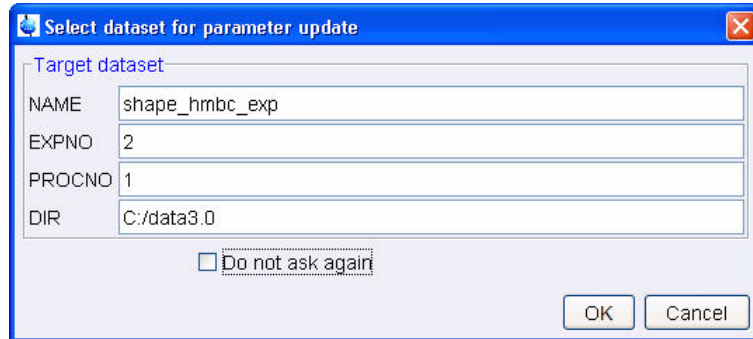 Select dataset for parameter update
Target dataset
NAME shape_hmbc_exp
EXPNO 2
PROCNO 1
DIR C:/data3.0
Do not ask again
OK Cancel